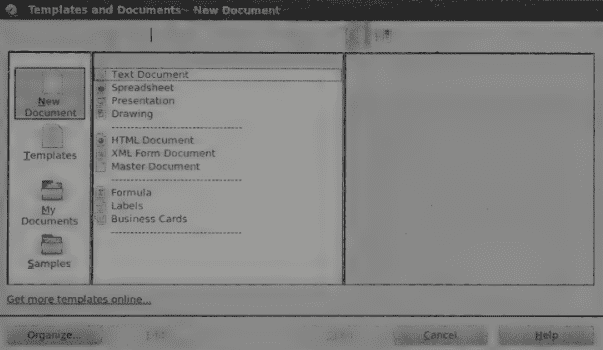 Templates and Documents - New Document
Text Document
Spreadsheet
Presentation
Drawing
New
Document
HTML Document
XML Form Document
Master Document
Templates
Formula
Labels
Business Cards
My
Documents
Samples
Get more templates online...
Organize...
Cancel
Help